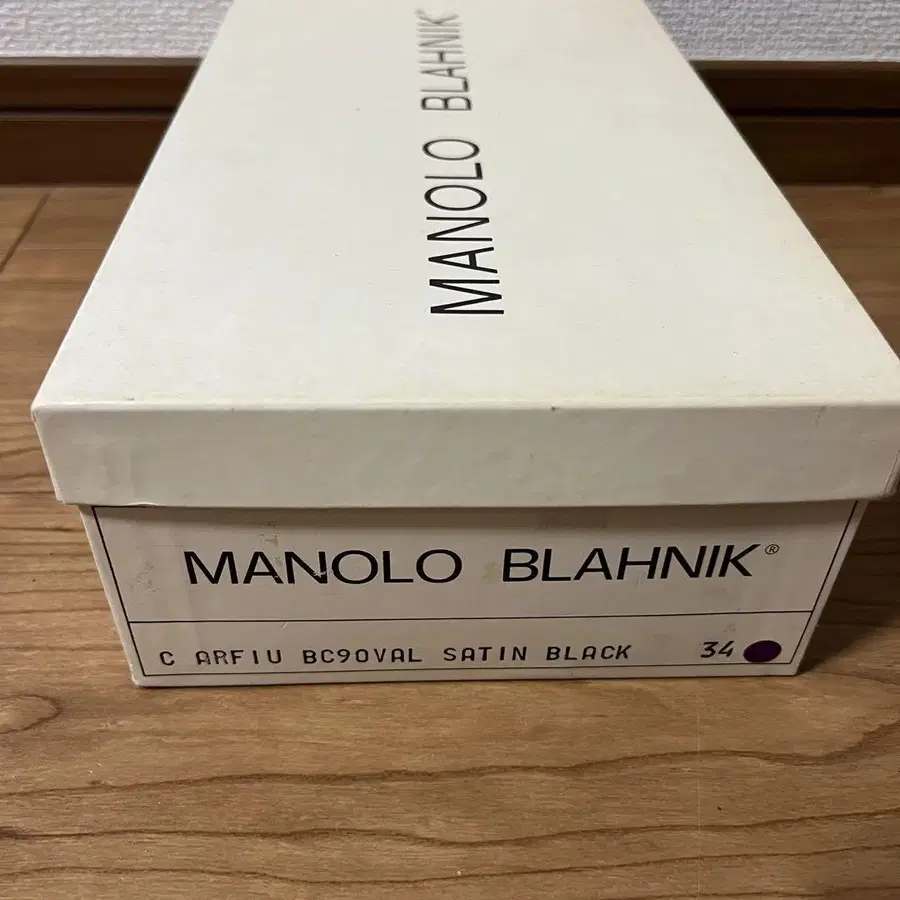 MANOLO BLAHNIK®
MANOLO BLAHNIK®
C ARFIU BC90VAL SATIN BLACK 34